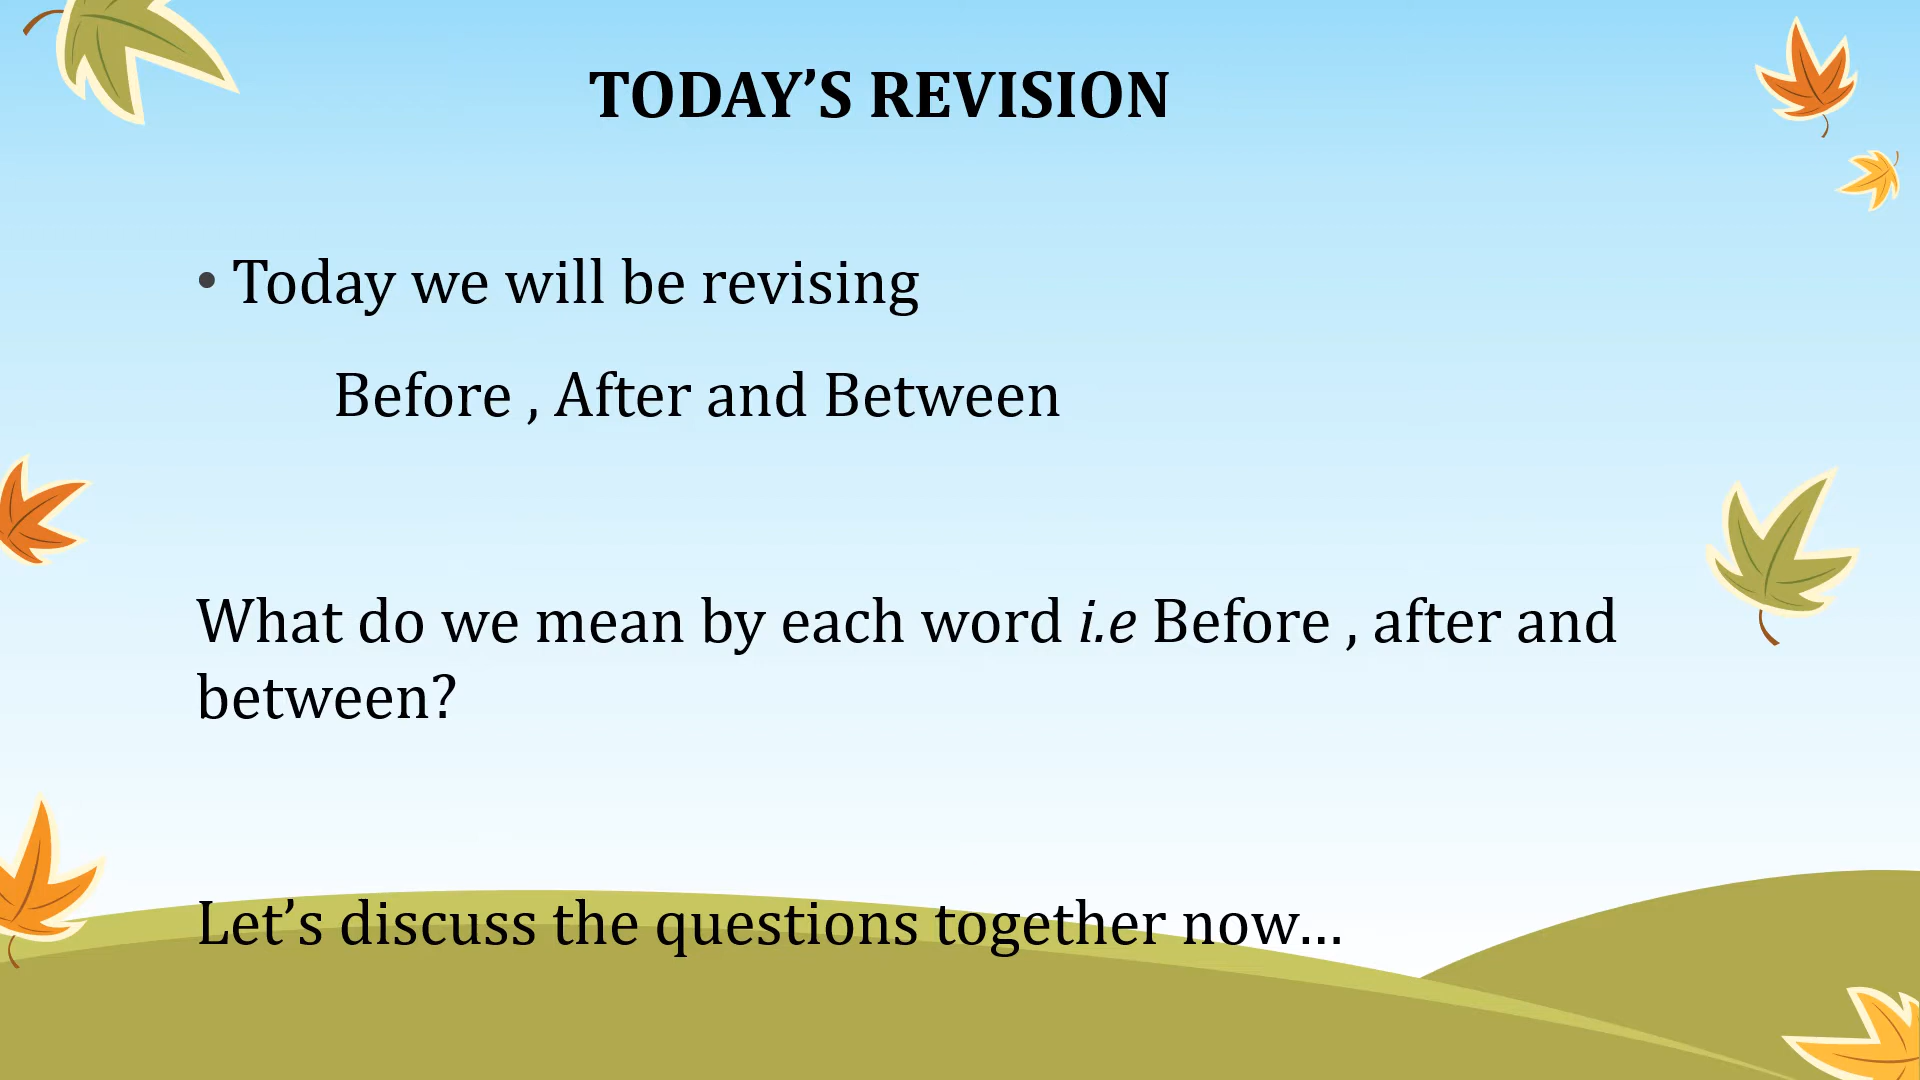 TODAY’S REVISION
• Today we will be revising
Before , After and Between
What do we mean by each word i.e Before , after and
between?
Let’s discuss the questions together now…